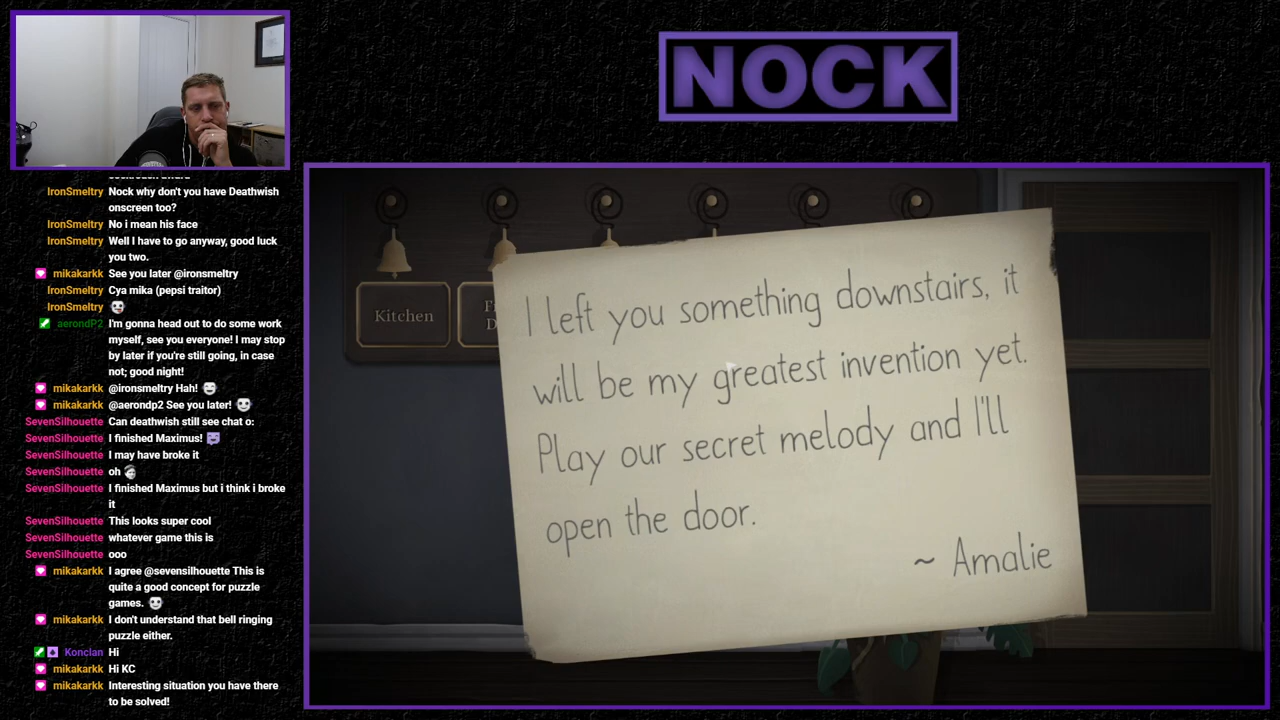 NOCK
IronSmeltry Nock why don't you have Deathwish
onscreen too?
IronSmeltry No i mean his face
IronSmeltry Well I have to go anyway, good luck
you two.
mikakarkk See you later @ironsmeltry
IronSmeltry Cya mika (pepsi traitor)
IronSmeltry
aerondP2 I'm gonna head out to do some work
myself, see you everyone! I may stop
by later if you're still going, in case
not; good night!
mikakarkk @ironsmeltry Hah!
mikakarkk @aerondp2 See you later!
SevenSilhouette Can deathwish still see chat o:
SevenSilhouette I finished Maximus!
SevenSilhouette I may have broke it
SevenSilhouette oh
SevenSilhouette I finished Maximus but i think i broke
it
SevenSilhouette This looks super cool
SevenSilhouette whatever game this is
SevenSilhouette ooo
mikakarkk I agree @sevensilhouette This is
quite a good concept for puzzle
games.
mikakarkk I don't understand that bell ringing
puzzle either.
Konclan Hi
mikakarkk Hi KC
mikakarkk Interesting situation you have there
to be solved!
Kitchen
I left you something downstairs, it
will be my greatest invention yet.
Play our secret melody and I'll
open the door.
~ Amalie